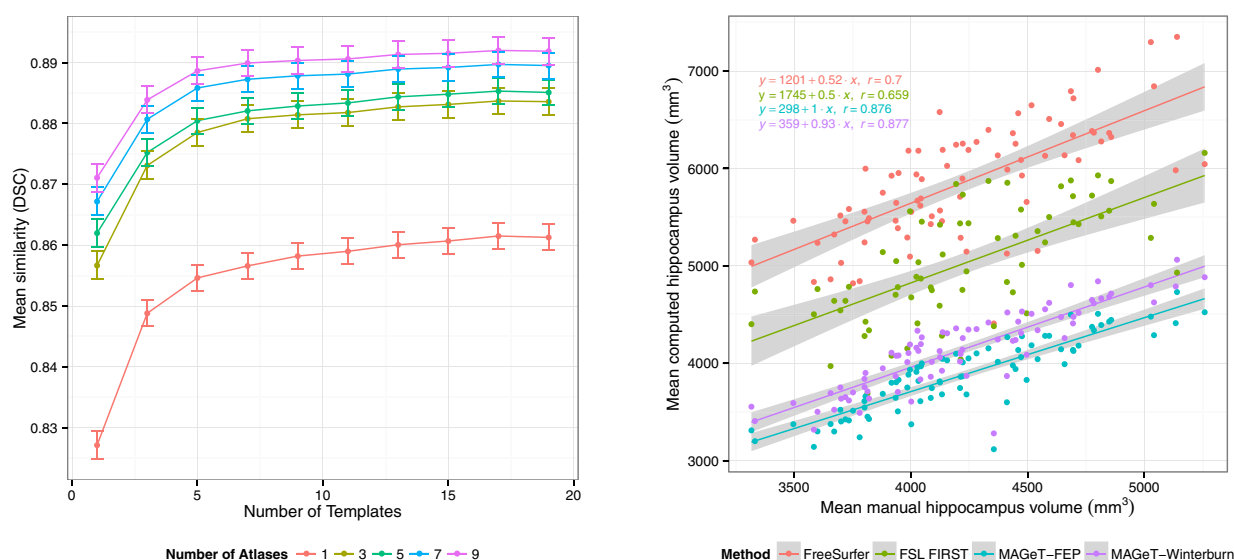 0.89
0.88
0.87
0.86
0.85
0.84
0.83
Mean similarity (DSC)
0 5 10 15 20
Number of Templates
Number of Atlases 1 3 5 7 9
7000
6000
5000
4000
3000
Mean computed hippocampus volume (mm³)
y = 1201 + 0.52 · x, r = 0.7
y = 1745 + 0.5 · x, r = 0.659
y = 298 + 1 · x, r = 0.876
y = 359 + 0.93 · x, r = 0.877
3500 4000 4500 5000
Mean manual hippocampus volume (mm³)
Method FreeSurfer FSL FIRST MAGeT−FEP MAGeT−Winterburn